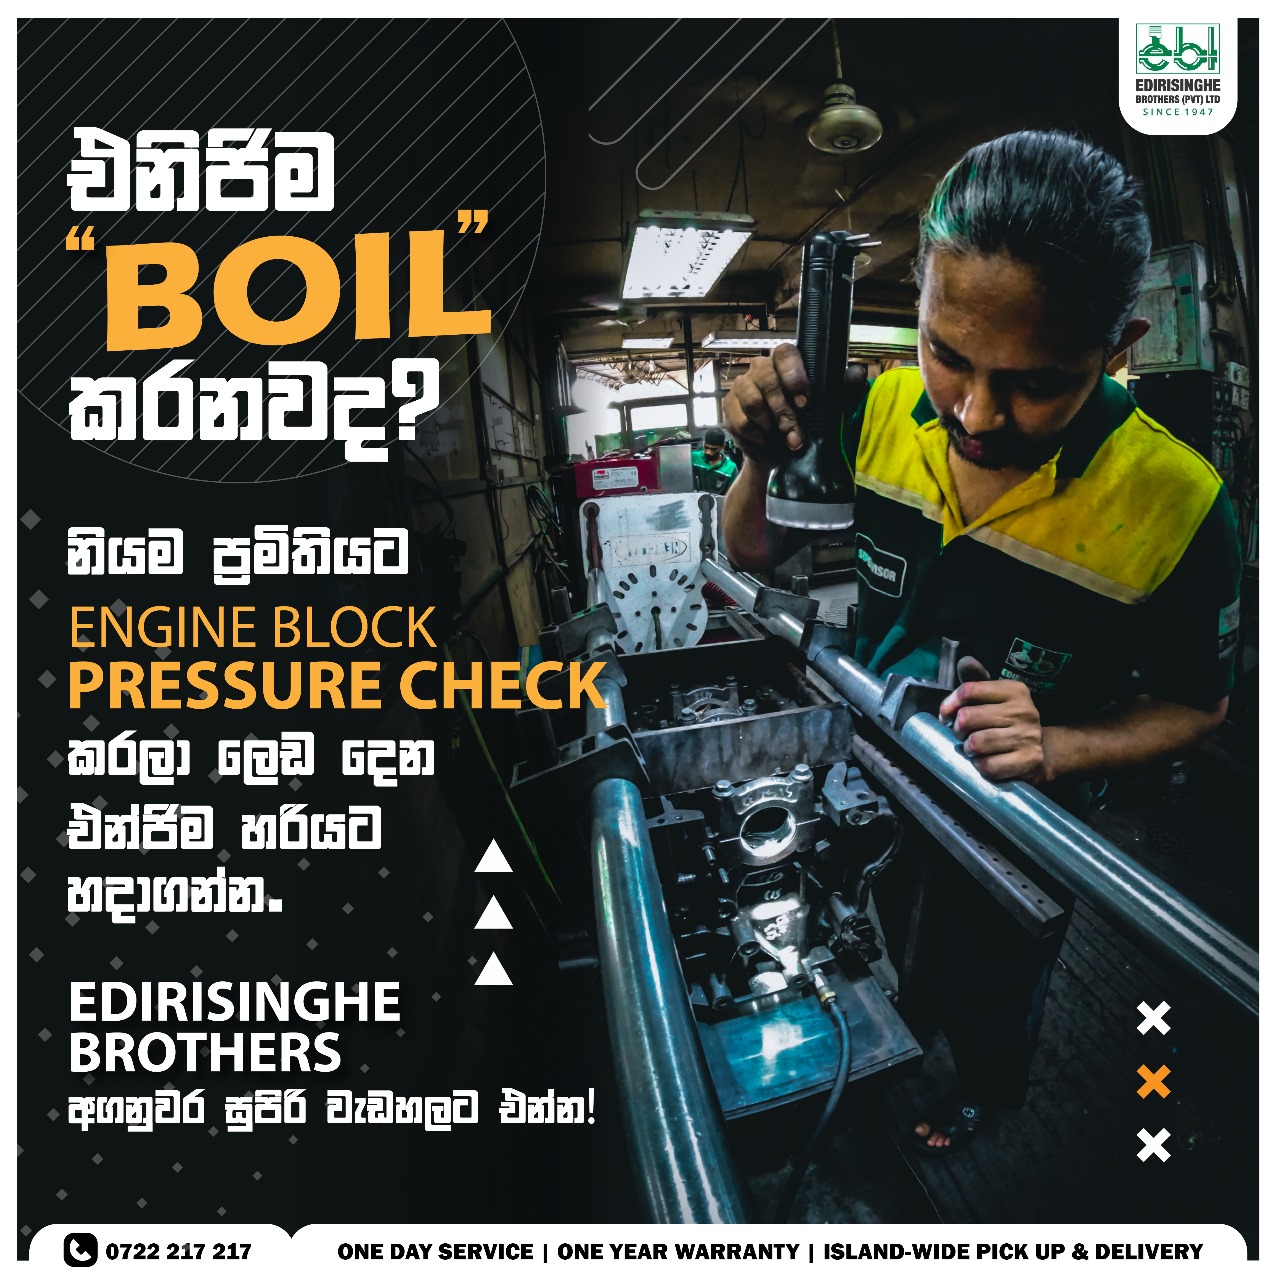 එනිජිම
“BOIL”
කරනවද?
නියම ප්‍රමිතියට
ENGINE BLOCK
PRESSURE CHECK
කරලා ලෙඩ දෙන
එන්ජිම හරියට
හදාගන්න.
EDIRISINGHE
BROTHERS
අගනුවර සුපිරි වැඩහලට එන්න!
ebl
EDIRISINGHE
BROTHERS (PVT) LTD
SINCE 1947
0722 217 217
ONE DAY SERVICE | ONE YEAR WARRANTY | ISLAND-WIDE PICK UP & DELIVERY